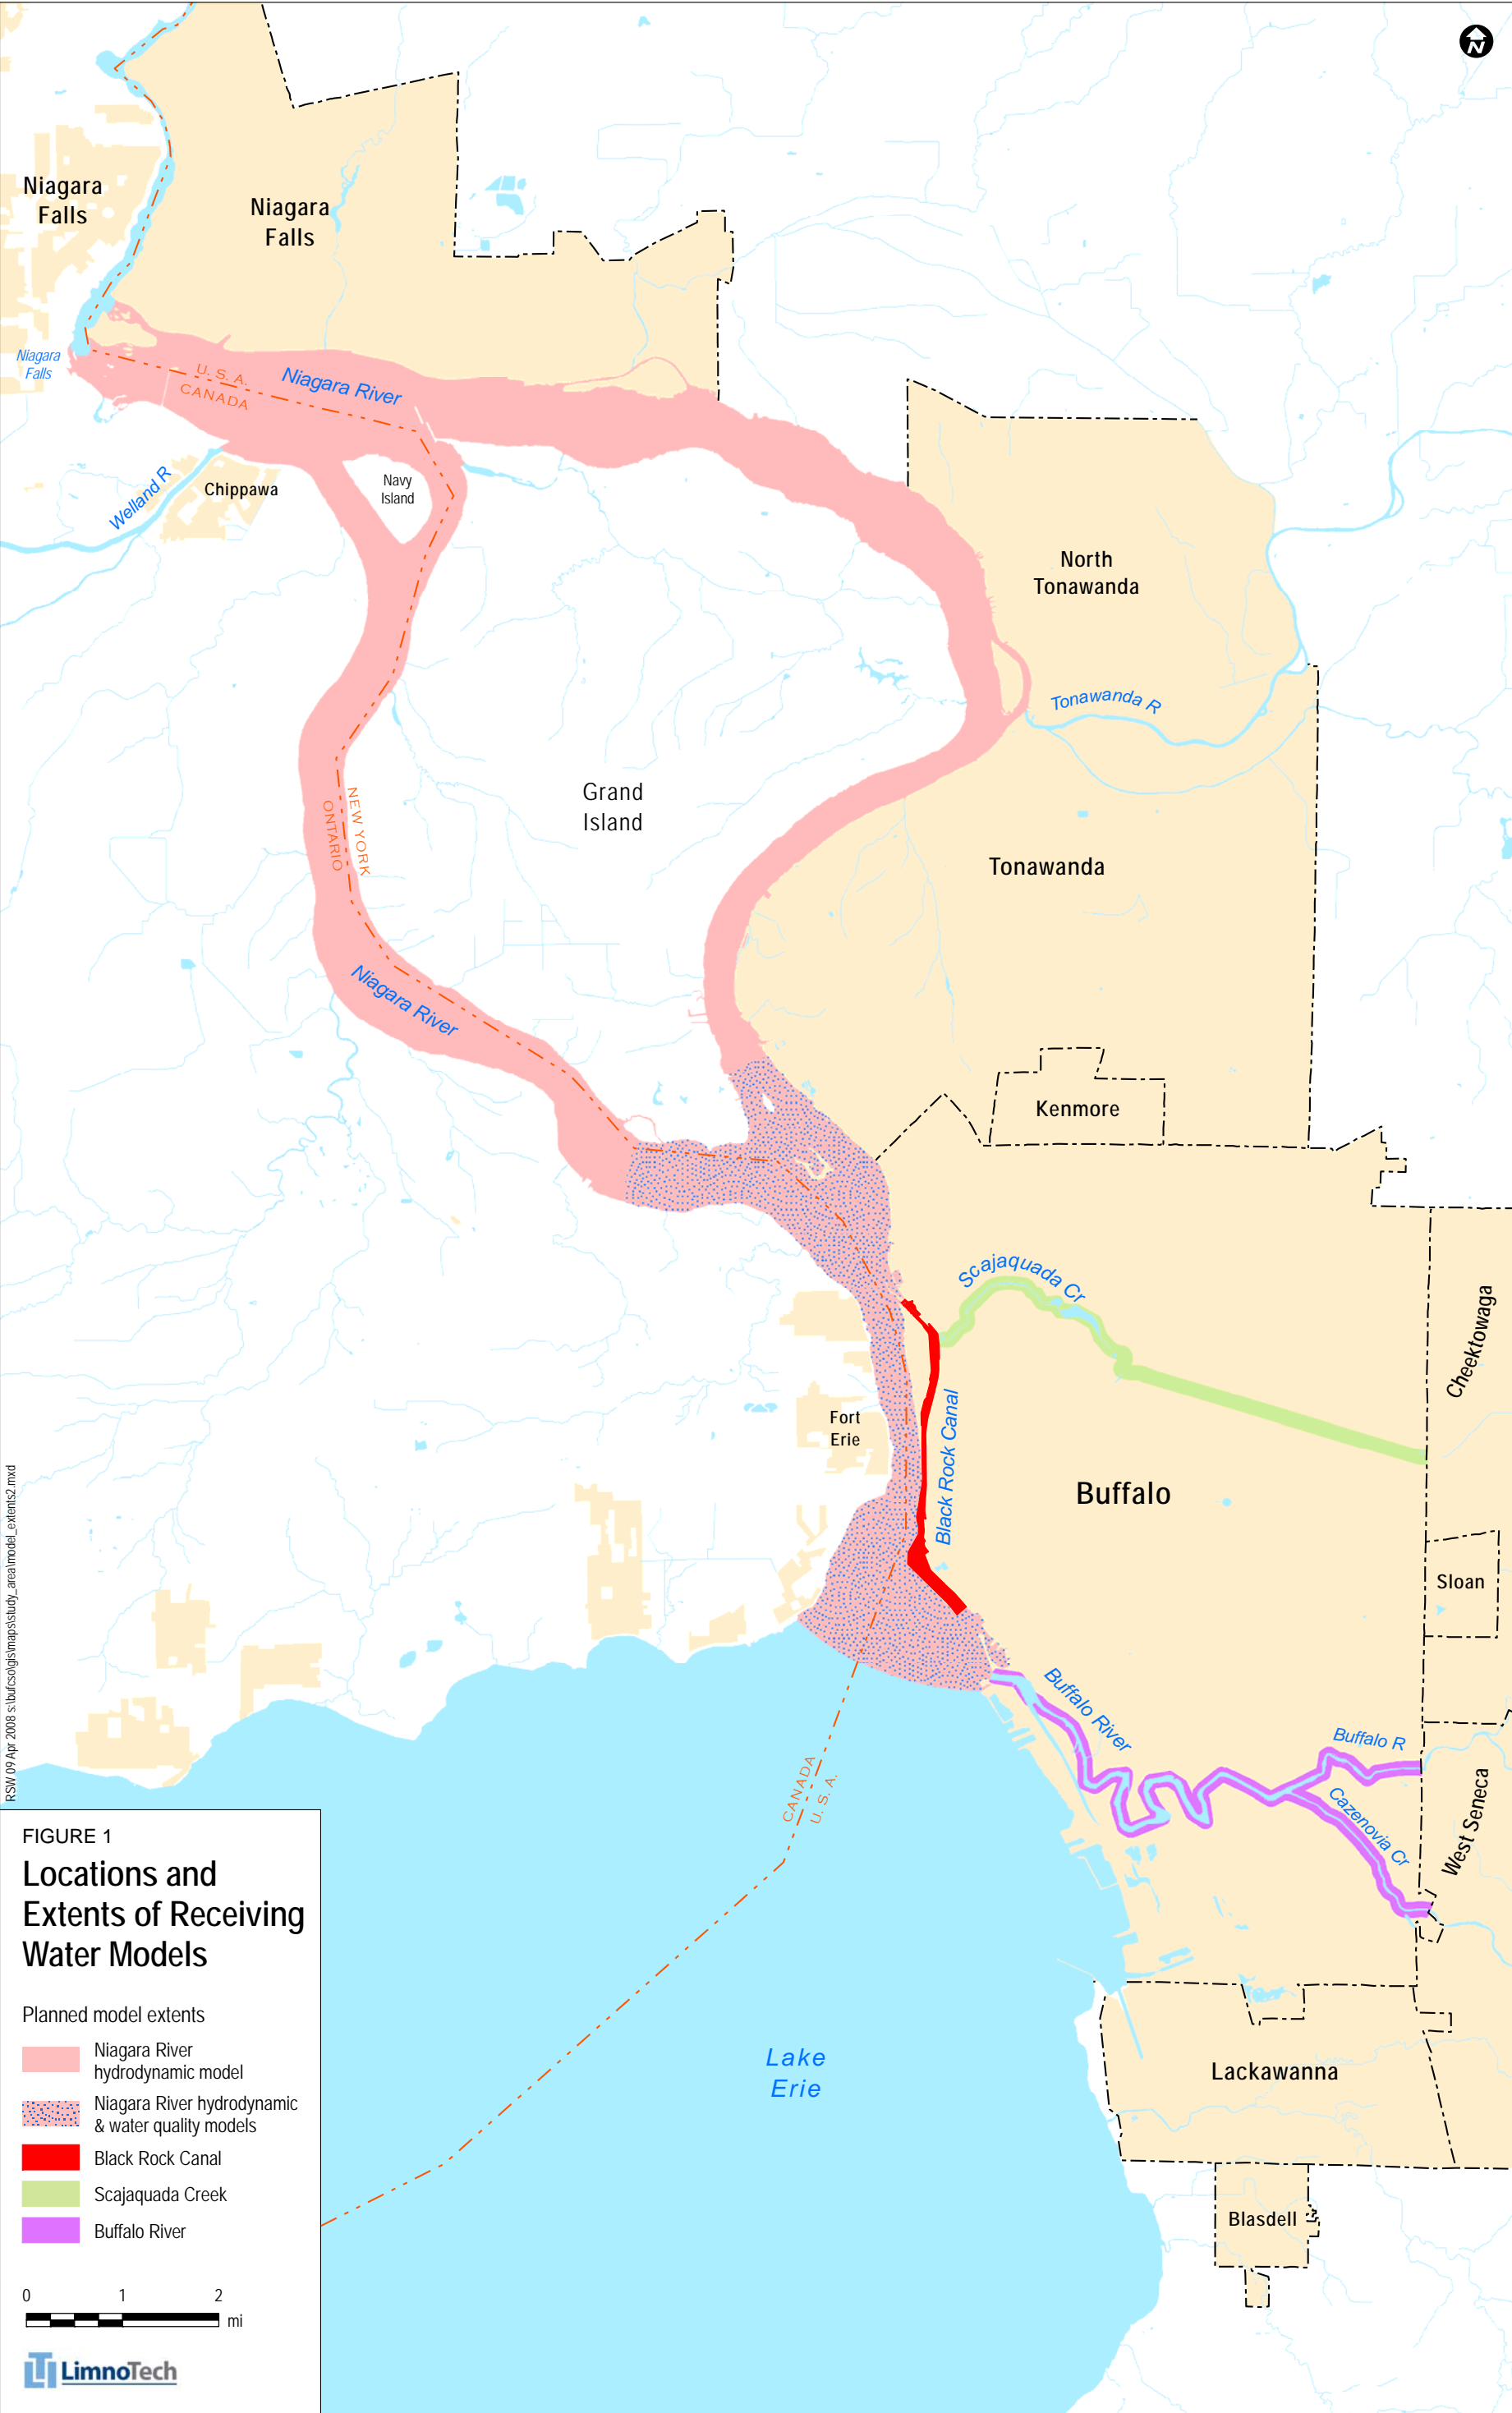 N
Niagara
Falls
Niagara
Falls
Niagara
Falls
U. S. A.
CANADA
Niagara River
Welland R
Chippawa
Navy
Island
North
Tonawanda
Tonawanda R
Grand
Island
NEW YORK
ONTARIO
Tonawanda
Niagara River
Kenmore
Scajaquada Cr
Cheektowaga
Fort
Erie
Black Rock Canal
Buffalo
Sloan
Buffalo River
Buffalo R
Cazenovia Cr
West Seneca
CANADA
U. S. A.
Lake
Erie
Lackawanna
Blasdell
RSW 09 Apr 2008 s:\bufcso\gis\maps\study_area\model_extents2.mxd
FIGURE 1
Locations and
Extents of Receiving
Water Models
Planned model extents
Niagara River
hydrodynamic model
Niagara River hydrodynamic
& water quality models
Black Rock Canal
Scajaquada Creek
Buffalo River
0 1 2
mi
LimnoTech